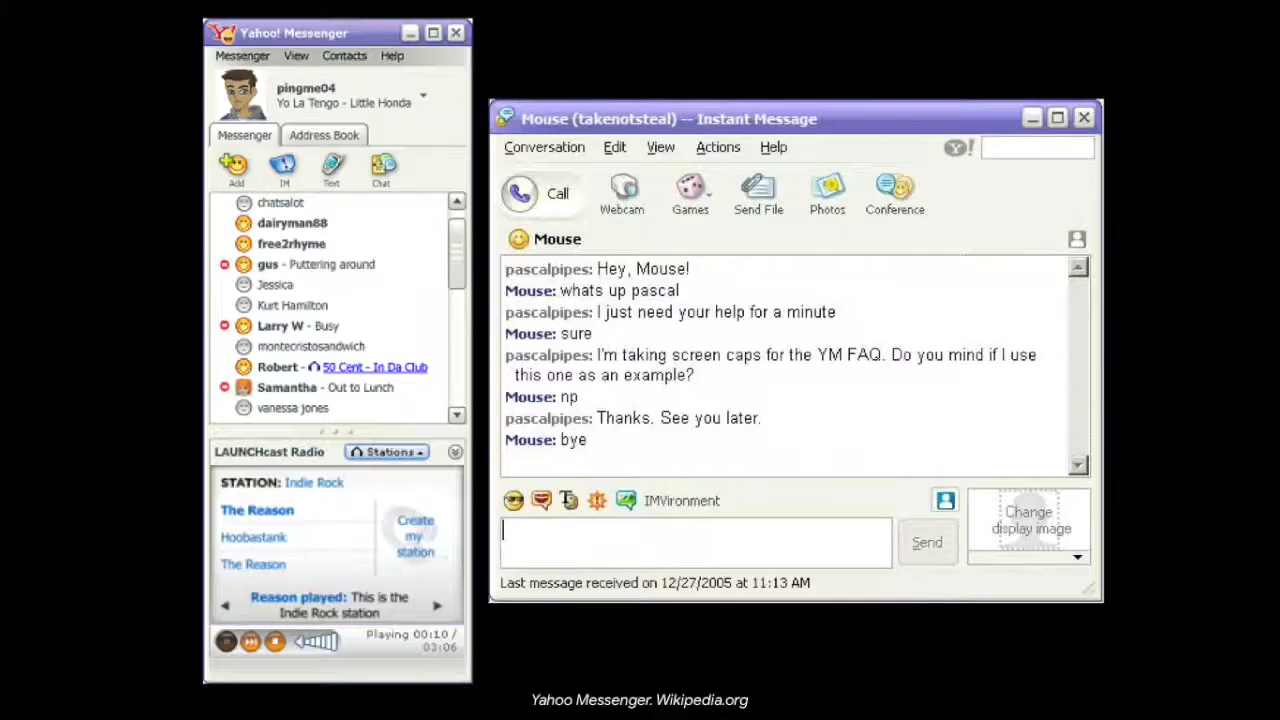 Yahoo! Messenger
Messenger View Contacts Help
pingme04
Yo La Tengo - Little Honda
Messenger Address Book
Add IM Text Chat
chatsalot
dairyman88
free2rhyme
gus - Puttering around
Jessica
Kurt Hamilton
Larry W - Busy
montecristosandwich
Robert - 50 Cent - In Da Club
Samantha - Out to Lunch
vanessa jones
LAUNCHcast Radio Stations
STATION: Indie Rock
The Reason
Hoobastank
The Reason
Create
my
station
Reason played: This is the
Indie Rock station
Playing 00:10 /
03:06
Mouse (takenotsteal) -- Instant Message
Conversation Edit View Actions Help
Y!
Call Webcam Games Send File Photos Conference
Mouse
pascalpipes: Hey, Mouse!
Mouse: whats up pascal
pascalpipes: I just need your help for a minute
Mouse: sure
pascalpipes: I'm taking screen caps for the YM FAQ. Do you mind if I use
this one as an example?
Mouse: np
pascalpipes: Thanks. See you later.
Mouse: bye
IMVironment
Send
Change
display image
Last message received on 12/27/2005 at 11:13 AM
Yahoo Messenger. Wikipedia.org